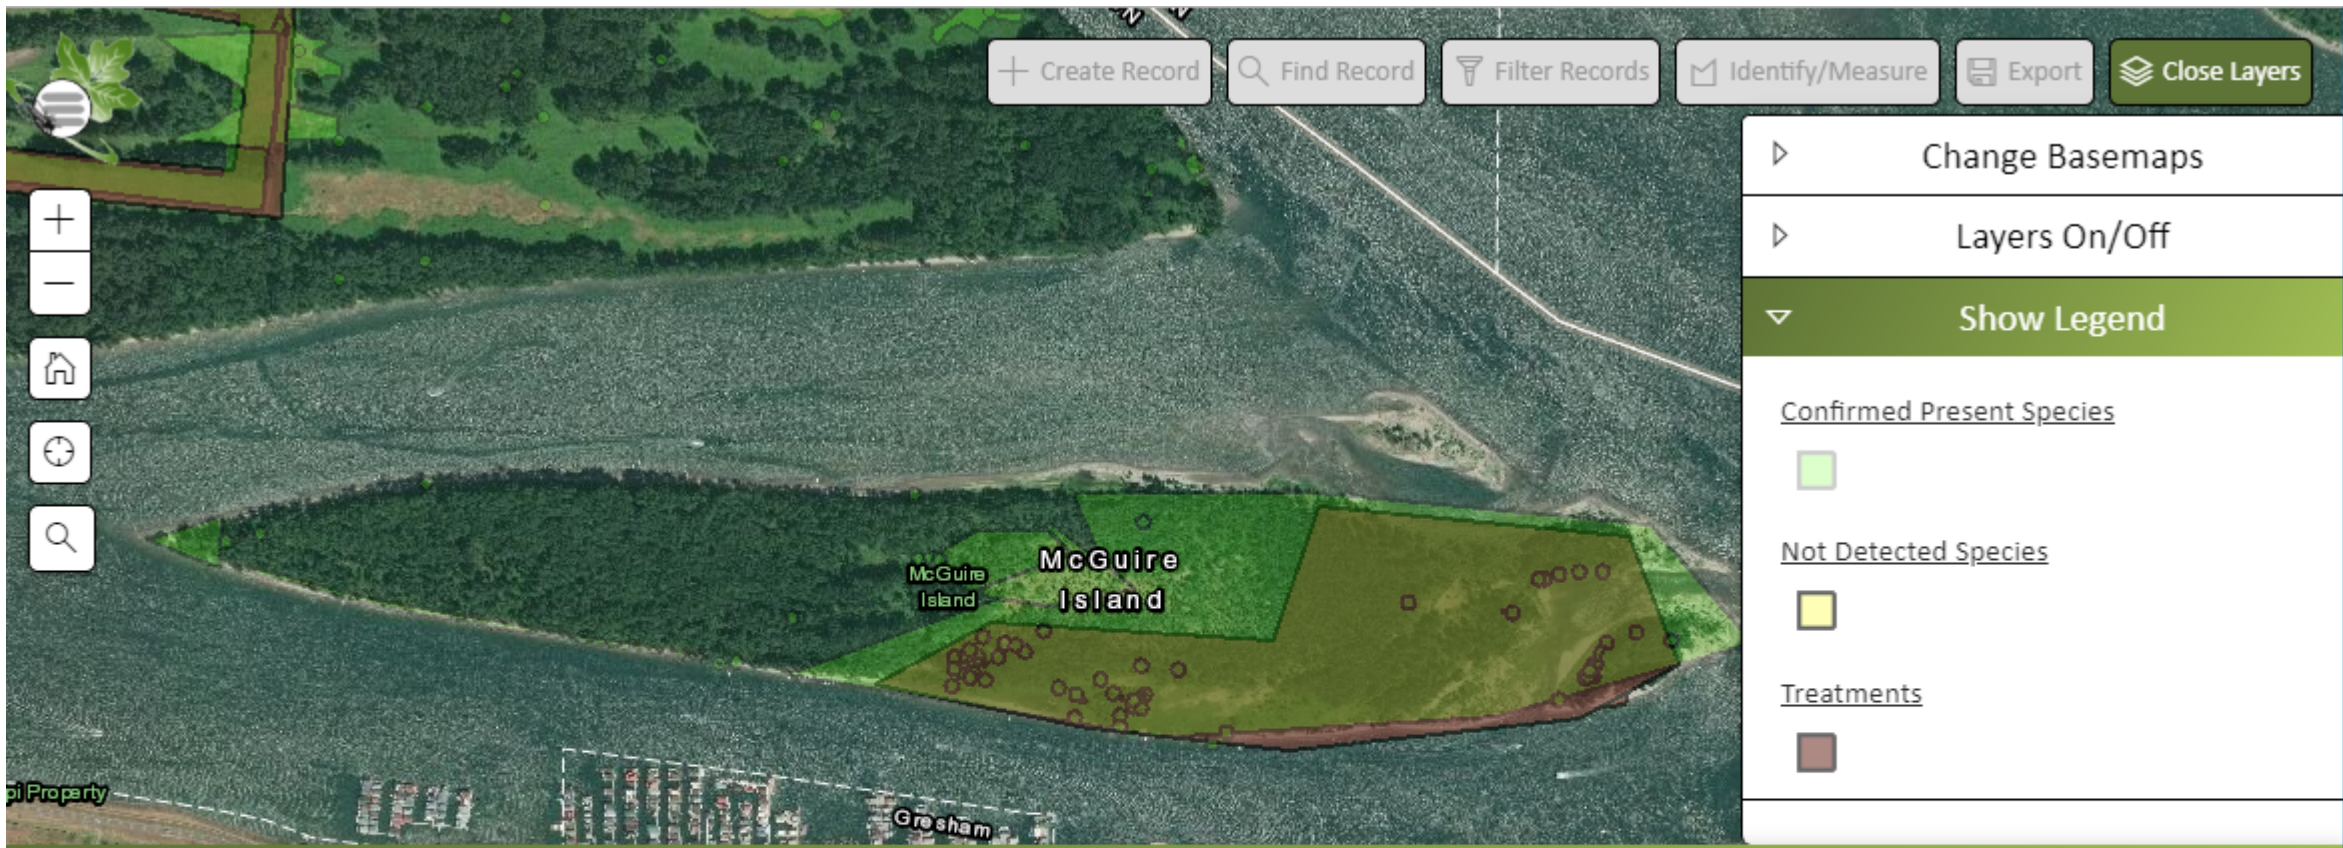 Create Record
Find Record
Filter Records
Identify/Measure
Export
Close Layers
Change Basemaps
Layers On/Off
Show Legend
Confirmed Present Species
Not Detected Species
Treatments
McGuire
Island
McGuire
Island
pi Property
Gresham